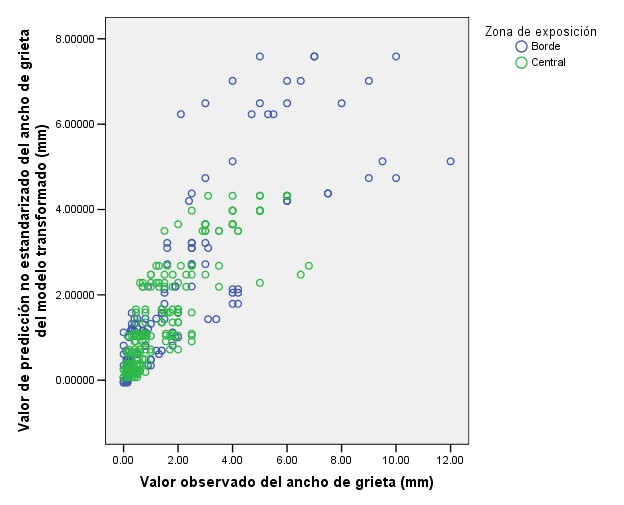 Valor de predicción no estandarizado del ancho de grieta
del modelo transformado (mm)
8.00000
6.00000
4.00000
2.00000
0.00000
0.00
2.00
4.00
6.00
8.00
10.00
12.00
Valor observado del ancho de grieta (mm)
Zona de exposición
Borde
Central